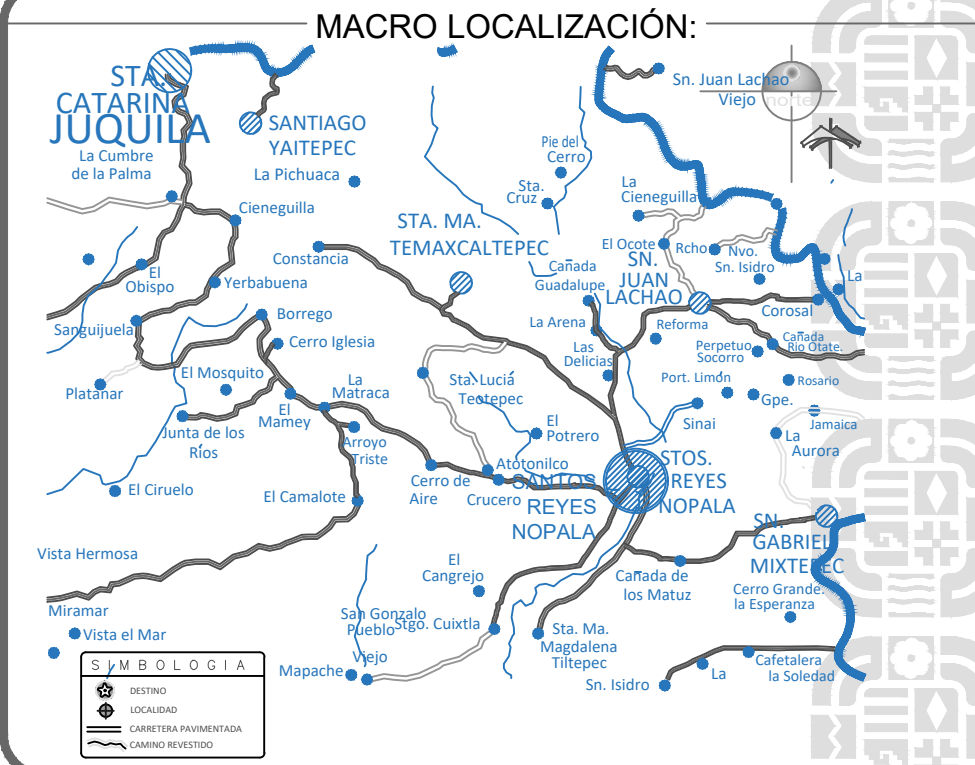 MACRO LOCALIZACIÓN:
STA.
CATARINA
JUQUILA
SANTIAGO
YAITEPEC
La Cumbre
de la Palma
La Pichuaca
Cieneguilla
Pie del
Cerro
Sta.
Cruz
La
Cieneguilla
Sn. Juan Lachao
Viejo
norte
STA. MA.
TEMAXCALTEPEC
Constancia
El
Obispo
Yerbabuena
Cañada
Guadalupe
El Ocote
SN.
JUAN
LACHAO
Rcho
Nvo.
Sn. Isidro
La
Corosal
Sanguijuela
Borrego
Cerro Iglesia
La Arena
Las
Delicias
Reforma
Perpetuo
Socorro
Cañada
Rio Otate.
Platanar
El Mosquito
La
Matraca
El
Mamey
Sta. Lucia
Teotepec
Port. Limón
Gpe.
Rosario
Jamaica
Junta de los
Ríos
Arroyo
Triste
El
Potrero
Sinai
La
Aurora
El Ciruelo
El Camalote
Cerro de
Aire
Atotonilco
Crucero
SANTOS
REYES
NOPALA
STOS.
REYES
NOPALA
SN.
GABRIEL
MIXTEPEC
Vista Hermosa
El
Cangrejo
Cañada de
los Matuz
Cerro Grande.
la Esperanza
Miramar
Vista el Mar
San Gonzalo
Pueblo
Viejo
Stgo. Cuixtla
Sta. Ma.
Magdalena
Tiltepec
Mapache
Sn. Isidro
La
Cafetalera
la Soledad
SIMBOLOGIA
DESTINO
LOCALIDAD
CARRETERA PAVIMENTADA
CAMINO REVESTIDO